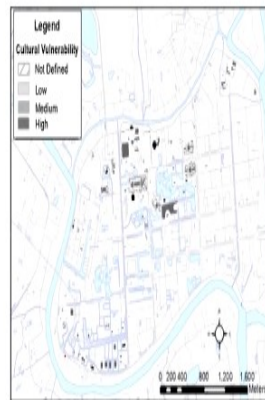 Legend
Cultural Vulnerability
Not Defined
Low
Medium
High
0 200 400 800 1,200 1,600
Meters